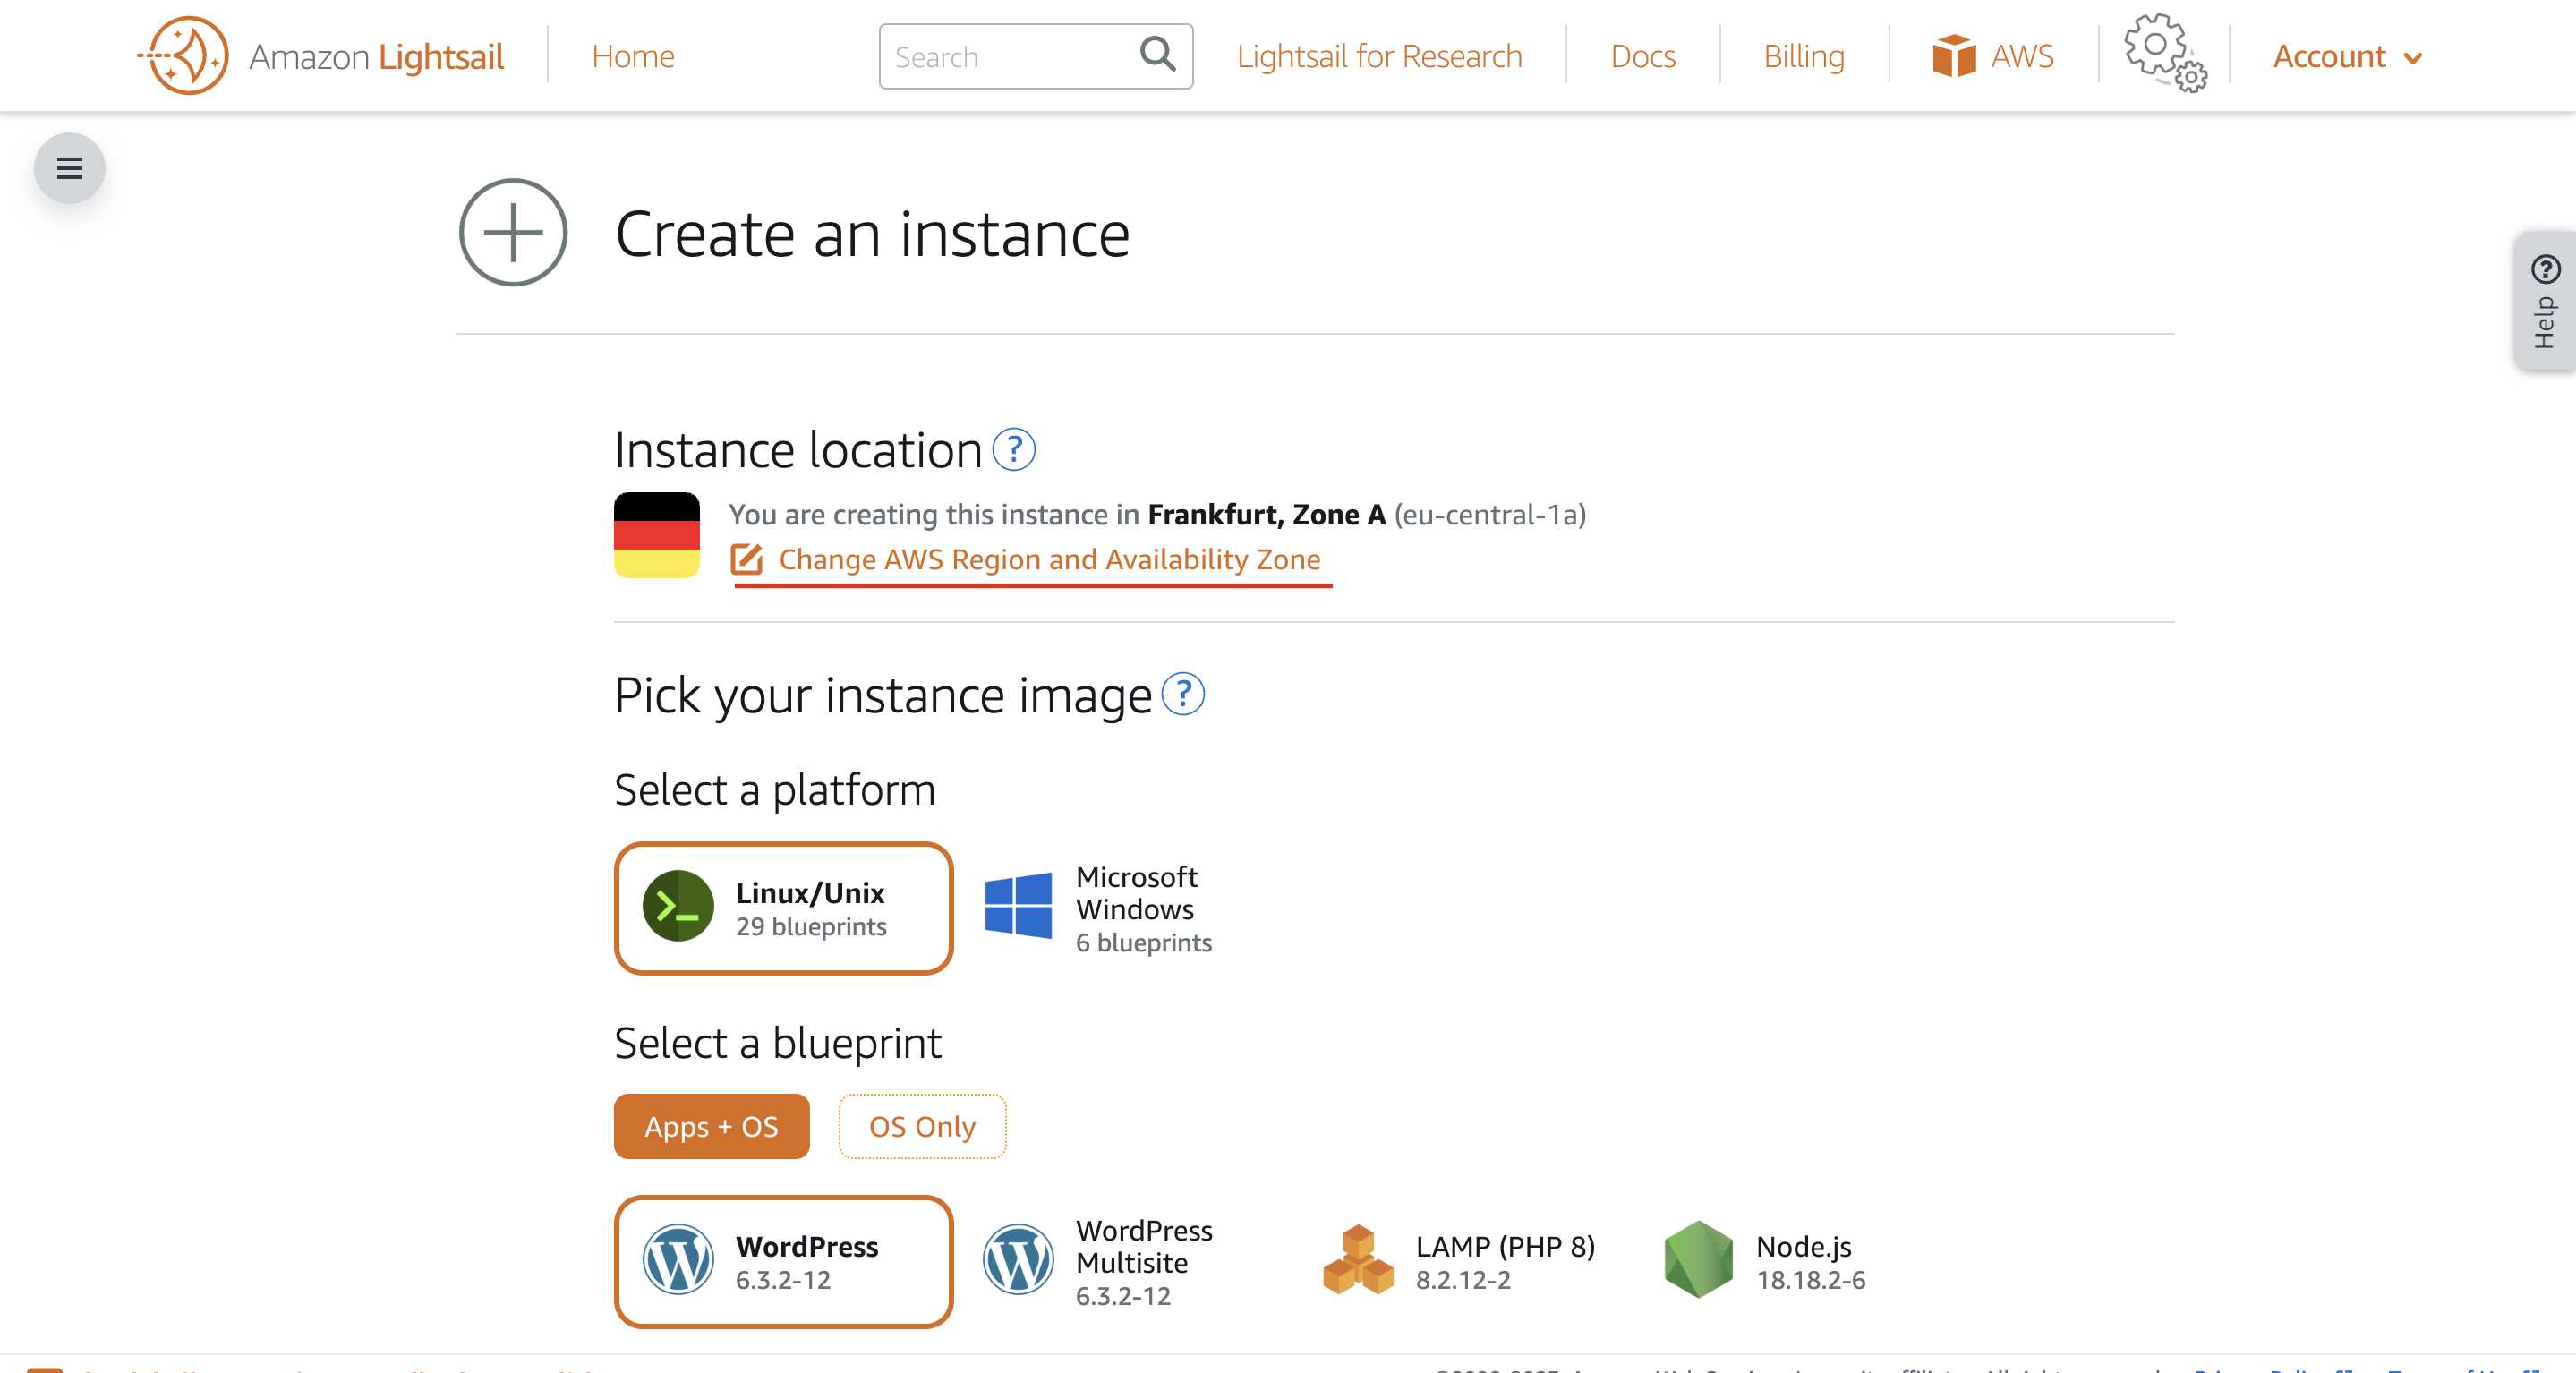 Amazon Lightsail
Home
Search
Lightsail for Research
Docs
Billing
AWS
Account
Create an instance
Help
Instance location
You are creating this instance in Frankfurt, Zone A (eu-central-1a)
Change AWS Region and Availability Zone
Pick your instance image
Select a platform
Linux/Unix
29 blueprints
Microsoft
Windows
6 blueprints
Select a blueprint
Apps + OS
OS Only
WordPress
6.3.2-12
WordPress
Multisite
6.3.2-12
LAMP (PHP 8)
8.2.12-2
Node.js
18.18.2-6